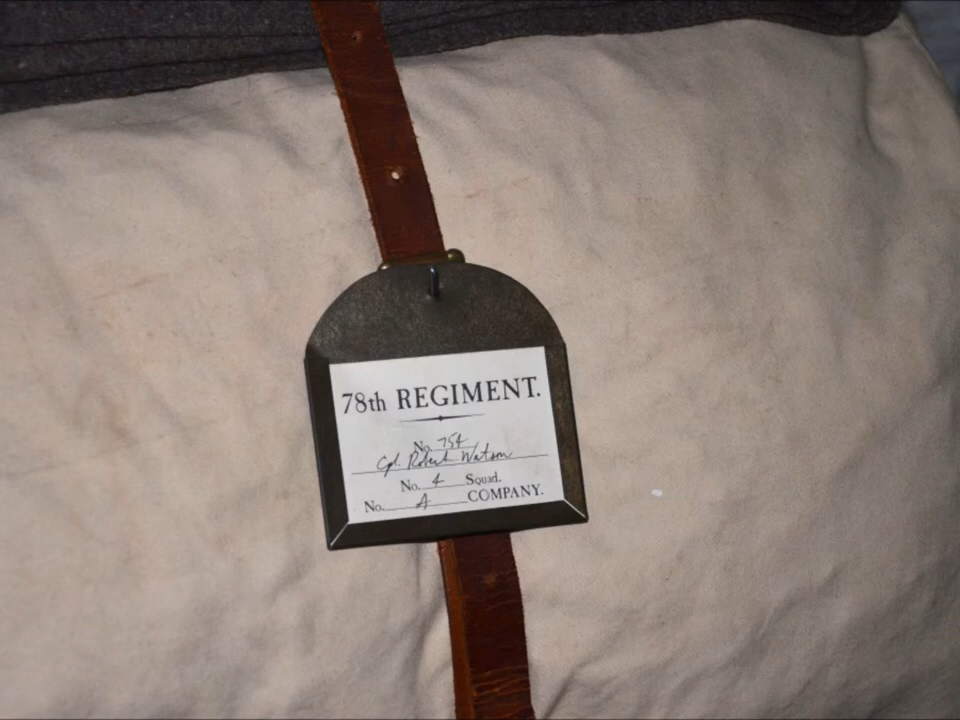 78th REGIMENT.
No. 754
Cpl. Robert Watson
No. 4 Squad.
No. A COMPANY.